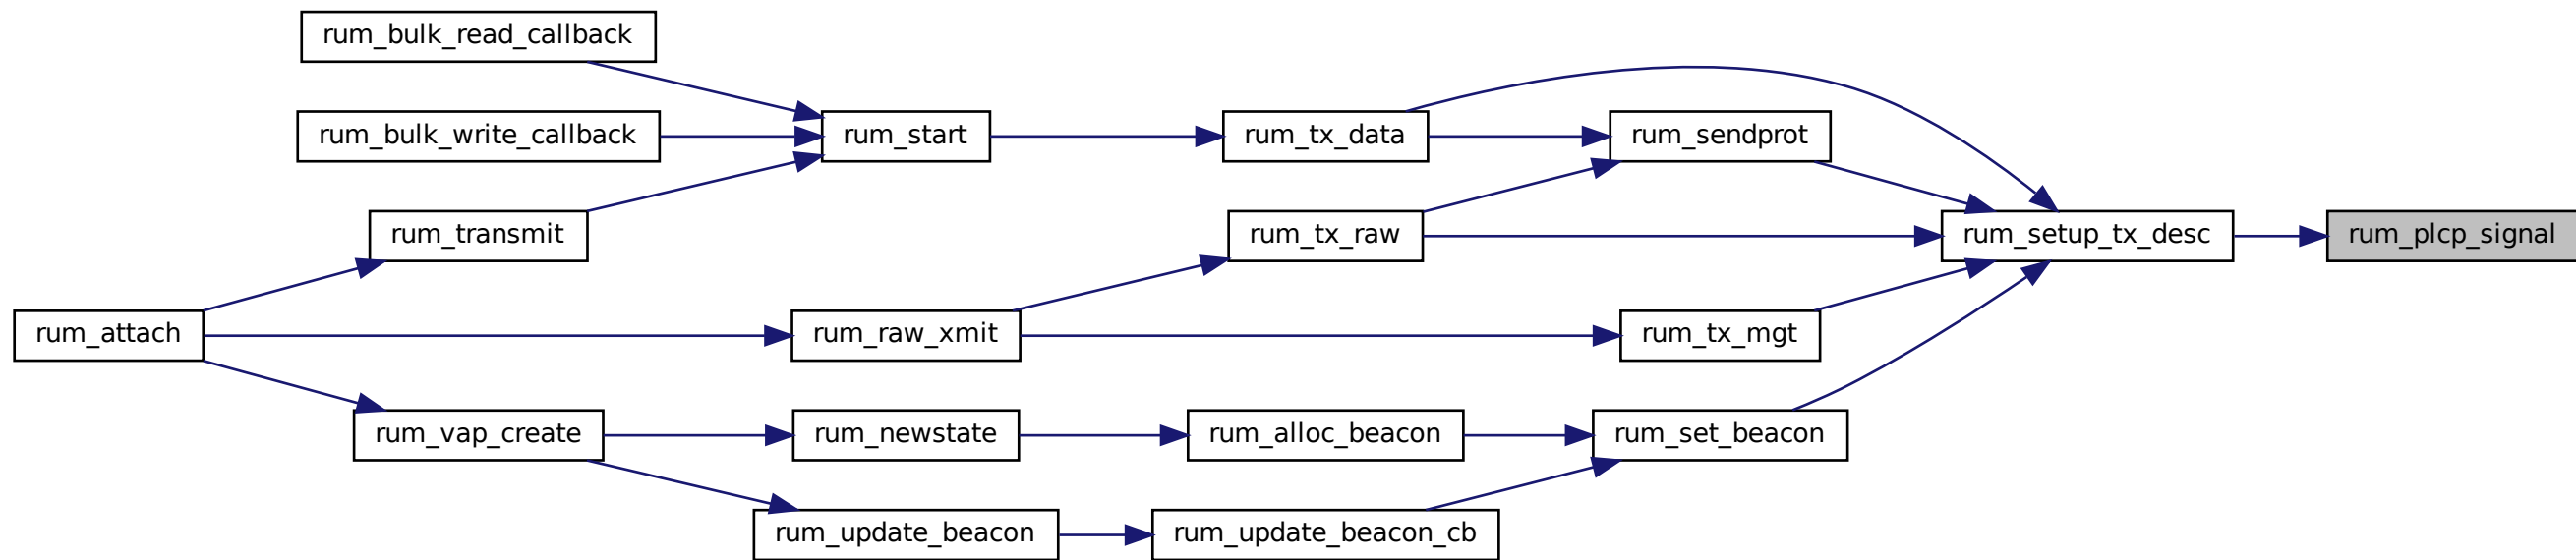 rum_bulk_read_callback
rum_bulk_write_callback
rum_start
rum_tx_data
rum_sendprot
rum_transmit
rum_tx_raw
rum_setup_tx_desc
rum_plcp_signal
rum_attach
rum_raw_xmit
rum_tx_mgt
rum_vap_create
rum_newstate
rum_alloc_beacon
rum_set_beacon
rum_update_beacon
rum_update_beacon_cb